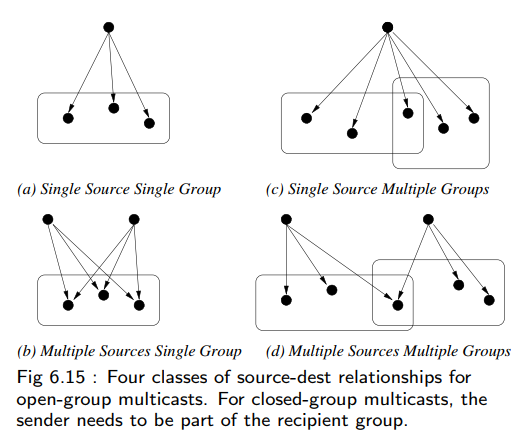 (a) Single Source Single Group
(c) Single Source Multiple Groups
(b) Multiple Sources Single Group
(d) Multiple Sources Multiple Groups
Fig 6.15 : Four classes of source-dest relationships for
open-group multicasts. For closed-group multicasts, the
sender needs to be part of the recipient group.